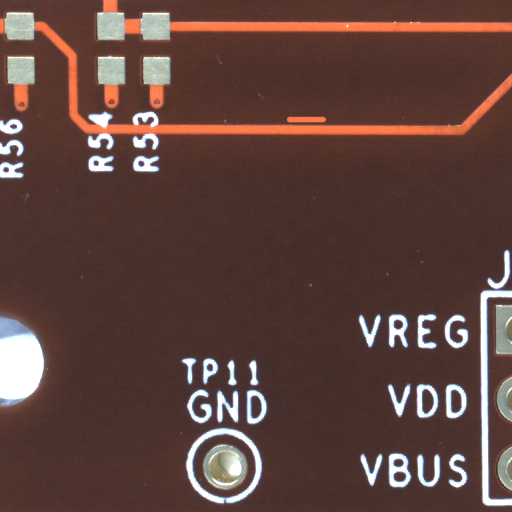 R56
R54
R53
J
VREG
TP11
VDD
GND
VBUS